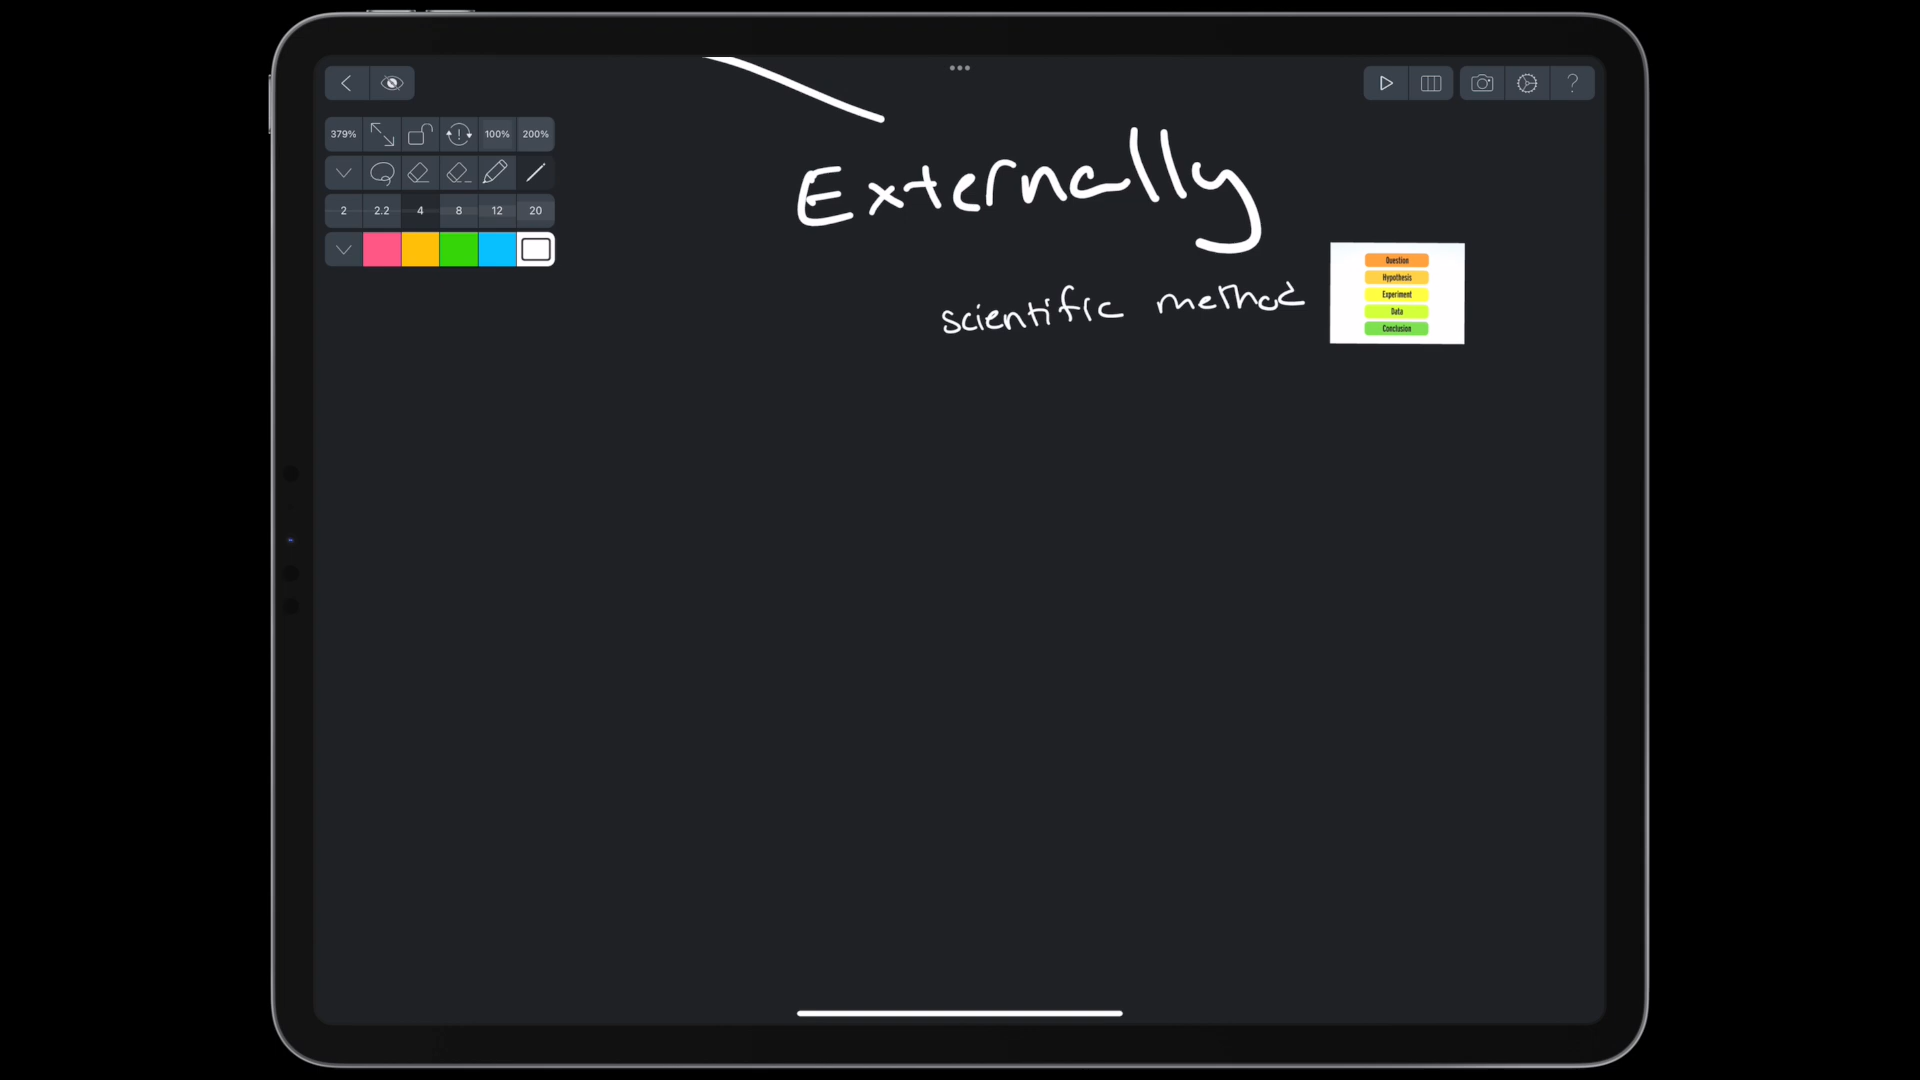 379%
100%
200%
2
2.2
4
8
12
20
?
Externally
scientific method
Question
Hypothesis
Experiment
Data
Conclusion